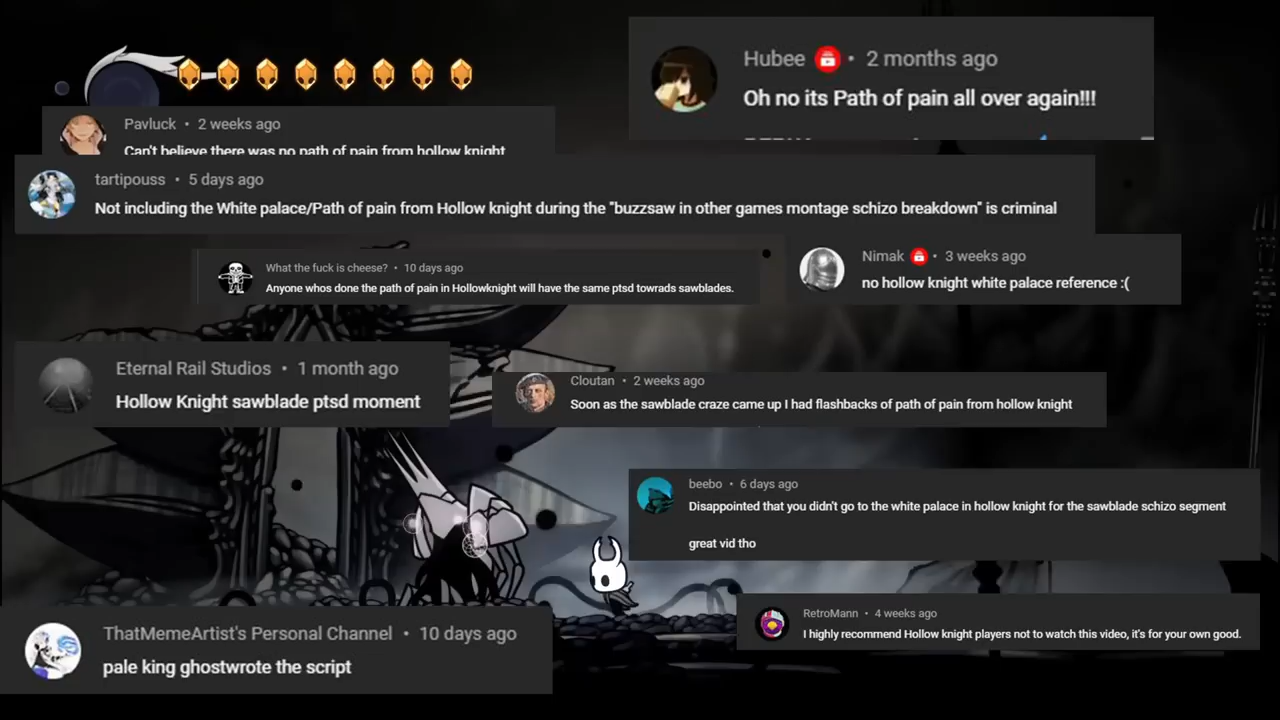 Hubee • 2 months ago
Oh no its Path of pain all over again!!!
Pavluck • 2 weeks ago
Can't believe there was no path of pain from hollow knight
tartipouss • 5 days ago
Not including the White palace/Path of pain from Hollow knight during the "buzzsaw in other games montage schizo breakdown" is criminal
What the fuck is cheese? • 10 days ago
Anyone whos done the path of pain in Hollowknight will have the same ptsd towrads sawblades.
Nimak • 3 weeks ago
no hollow knight white palace reference :(
Eternal Rail Studios • 1 month ago
Hollow Knight sawblade ptsd moment
Cloutan • 2 weeks ago
Soon as the sawblade craze came up I had flashbacks of path of pain from hollow knight
beebo • 6 days ago
Disappointed that you didn't go to the white palace in hollow knight for the sawblade schizo segment
great vid tho
RetroMann • 4 weeks ago
I highly recommend Hollow knight players not to watch this video, it's for your own good.
ThatMemeArtist's Personal Channel • 10 days ago
pale king ghostwrote the script